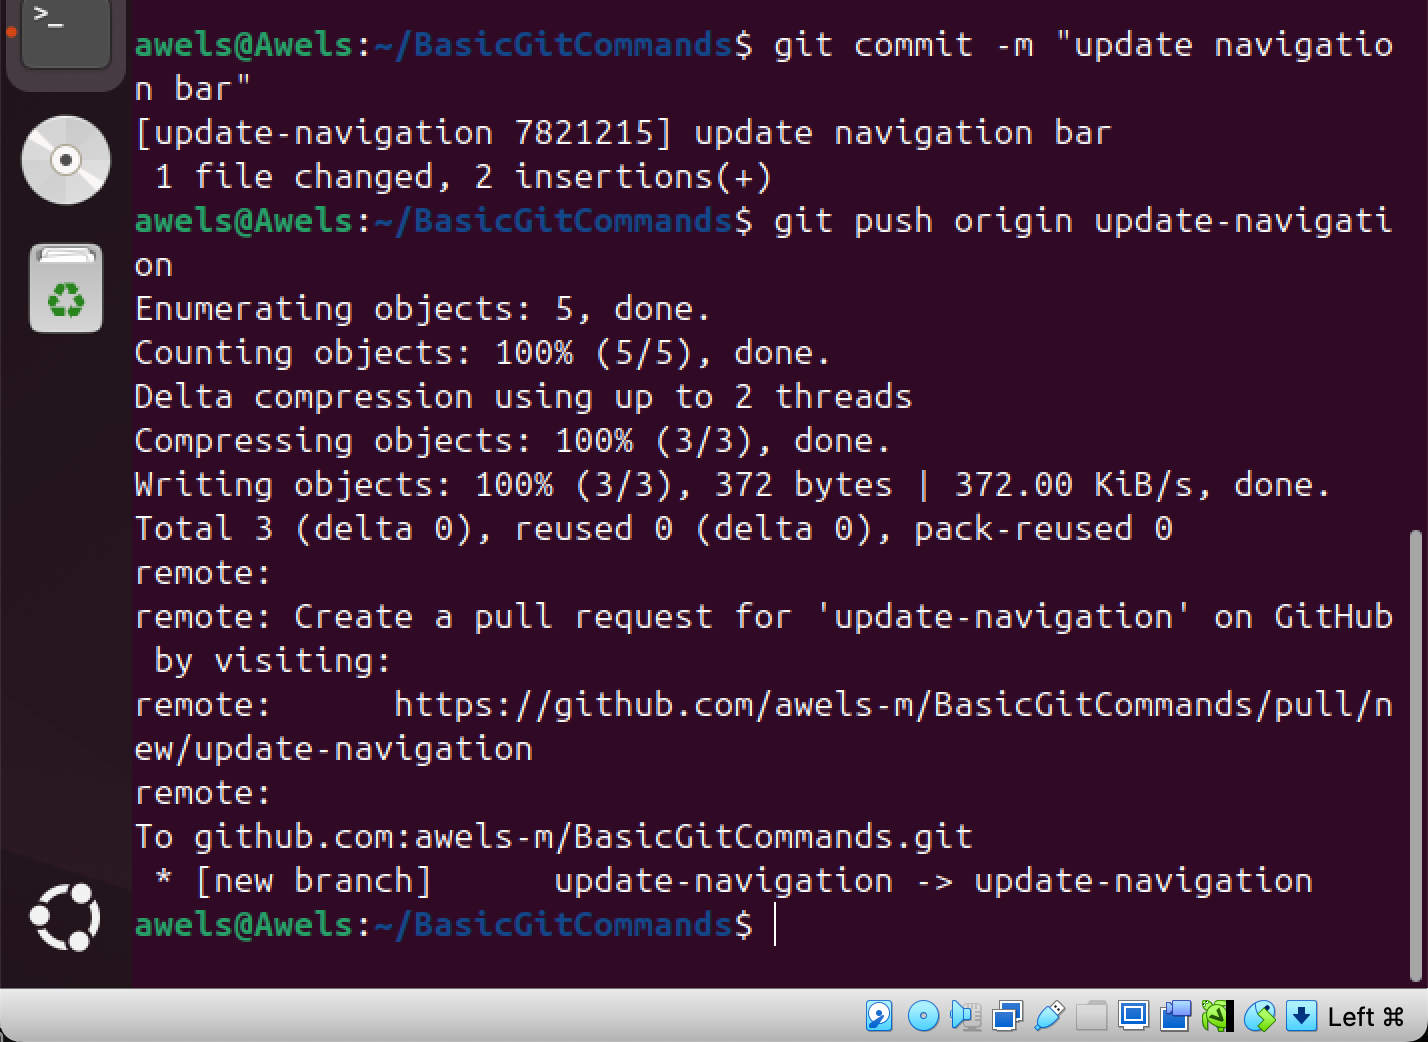 >_
awels@Awels:~/BasicGitCommands$ git commit -m "update navigatio
n bar"
[update-navigation 7821215] update navigation bar
 1 file changed, 2 insertions(+)
awels@Awels:~/BasicGitCommands$ git push origin update-navigati
on
Enumerating objects: 5, done.
Counting objects: 100% (5/5), done.
Delta compression using up to 2 threads
Compressing objects: 100% (3/3), done.
Writing objects: 100% (3/3), 372 bytes | 372.00 KiB/s, done.
Total 3 (delta 0), reused 0 (delta 0), pack-reused 0
remote:
remote: Create a pull request for 'update-navigation' on GitHub
 by visiting:
remote:      https://github.com/awels-m/BasicGitCommands/pull/n
ew/update-navigation
remote:
To github.com:awels-m/BasicGitCommands.git
 * [new branch]      update-navigation -> update-navigation
awels@Awels:~/BasicGitCommands$
Left ⌘